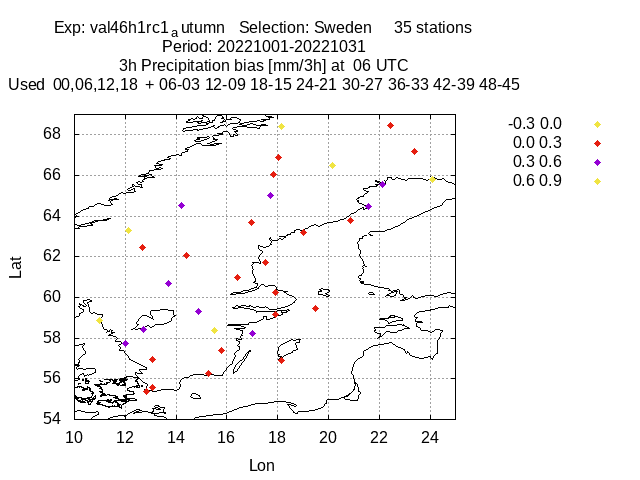 Exp: val46h1rc1autumn Selection: Sweden 35 stations
Period: 20221001-20221031
3h Precipitation bias [mm/3h] at 06 UTC
Used 00,06,12,18 + 06-03 12-09 18-15 24-21 30-27 36-33 42-39 48-45
-0.3 0.0
0.0 0.3
0.3 0.6
0.6 0.9
68
66
64
62
60
58
56
54
Lat
10 12 14 16 18 20 22 24
Lon